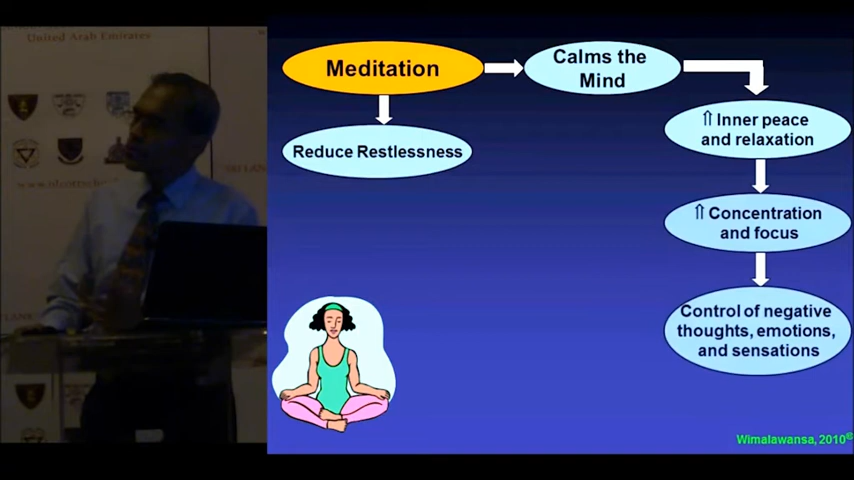 United Arab Emirates
Meditation
Calms the
Mind
⇧ Inner peace
and relaxation
Reduce Restlessness
⇧ Concentration
and focus
Control of negative
thoughts, emotions,
and sensations
Wimalawansa, 2010©